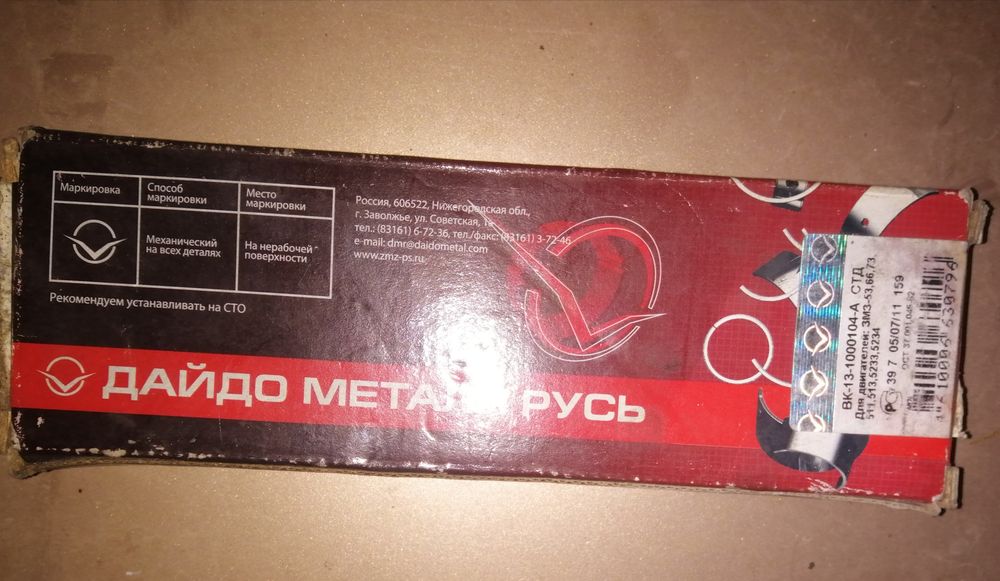 Маркировка
Способ
маркировки
Место
маркировки
Механический
на всех деталях
На нерабочей
поверхности
Рекомендуем устанавливать на СТО
Россия, 606522, Нижегородская обл.,
г. Заволжье, ул. Советская,
тел.: (83161) 6-72-36, тел./факс: (83161) 3-72-46
e-mail: dmr@daidometal.com
www.zmz-ps.ru
ДАЙДО МЕТАЛЛ РУСЬ
ВК-13-1000104-А СТД
Для двигателей: ЗМЗ-53,66,73,
511,513,5233,5234
39 7 05/07/11 1 159